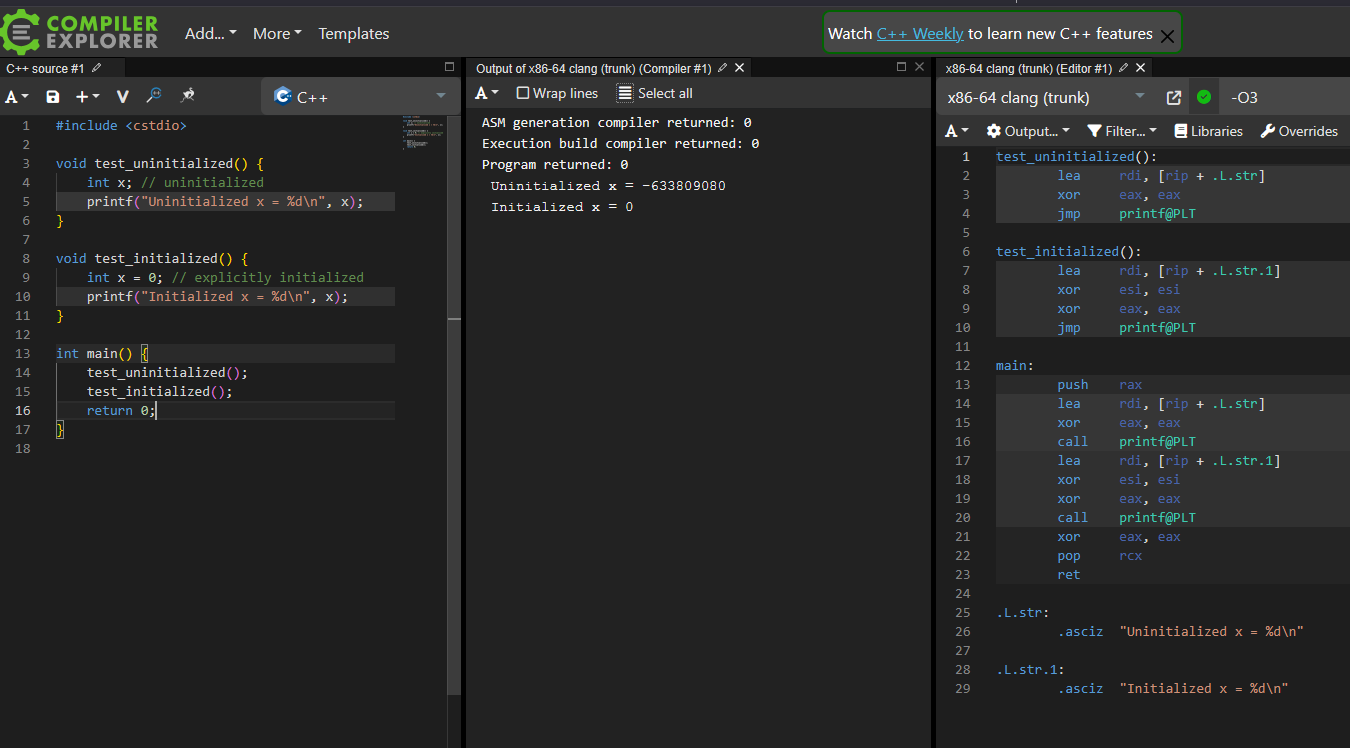 COMPILER
EXPLORER
Add...
More
Templates
Watch C++ Weekly to learn new C++ features
C++ source #1
A
C++
1 #include <cstdio>
2
3 void test_uninitialized() {
4 int x; // uninitialized
5 printf("Uninitialized x = %d\n", x);
6 }
7
8 void test_initialized() {
9 int x = 0; // explicitly initialized
10 printf("Initialized x = %d\n", x);
11 }
12
13 int main() {
14 test_uninitialized();
15 test_initialized();
16 return 0;
17 }
18
Output of x86-64 clang (trunk) (Compiler #1)
A
Wrap lines
Select all
ASM generation compiler returned: 0
Execution build compiler returned: 0
Program returned: 0
Uninitialized x = -633809080
Initialized x = 0
x86-64 clang (trunk) (Editor #1)
x86-64 clang (trunk)
-O3
A
Output...
Filter...
Libraries
Overrides
1 test_uninitialized():
2 lea rdi, [rip + .L.str]
3 xor eax, eax
4 jmp printf@PLT
5
6 test_initialized():
7 lea rdi, [rip + .L.str.1]
8 xor esi, esi
9 xor eax, eax
10 jmp printf@PLT
11
12 main:
13 push rax
14 lea rdi, [rip + .L.str]
15 xor eax, eax
16 call printf@PLT
17 lea rdi, [rip + .L.str.1]
18 xor esi, esi
19 xor eax, eax
20 call printf@PLT
21 xor eax, eax
22 pop rcx
23 ret
24
25 .L.str:
26 .asciz "Uninitialized x = %d\n"
27
28 .L.str.1:
29 .asciz "Initialized x = %d\n"